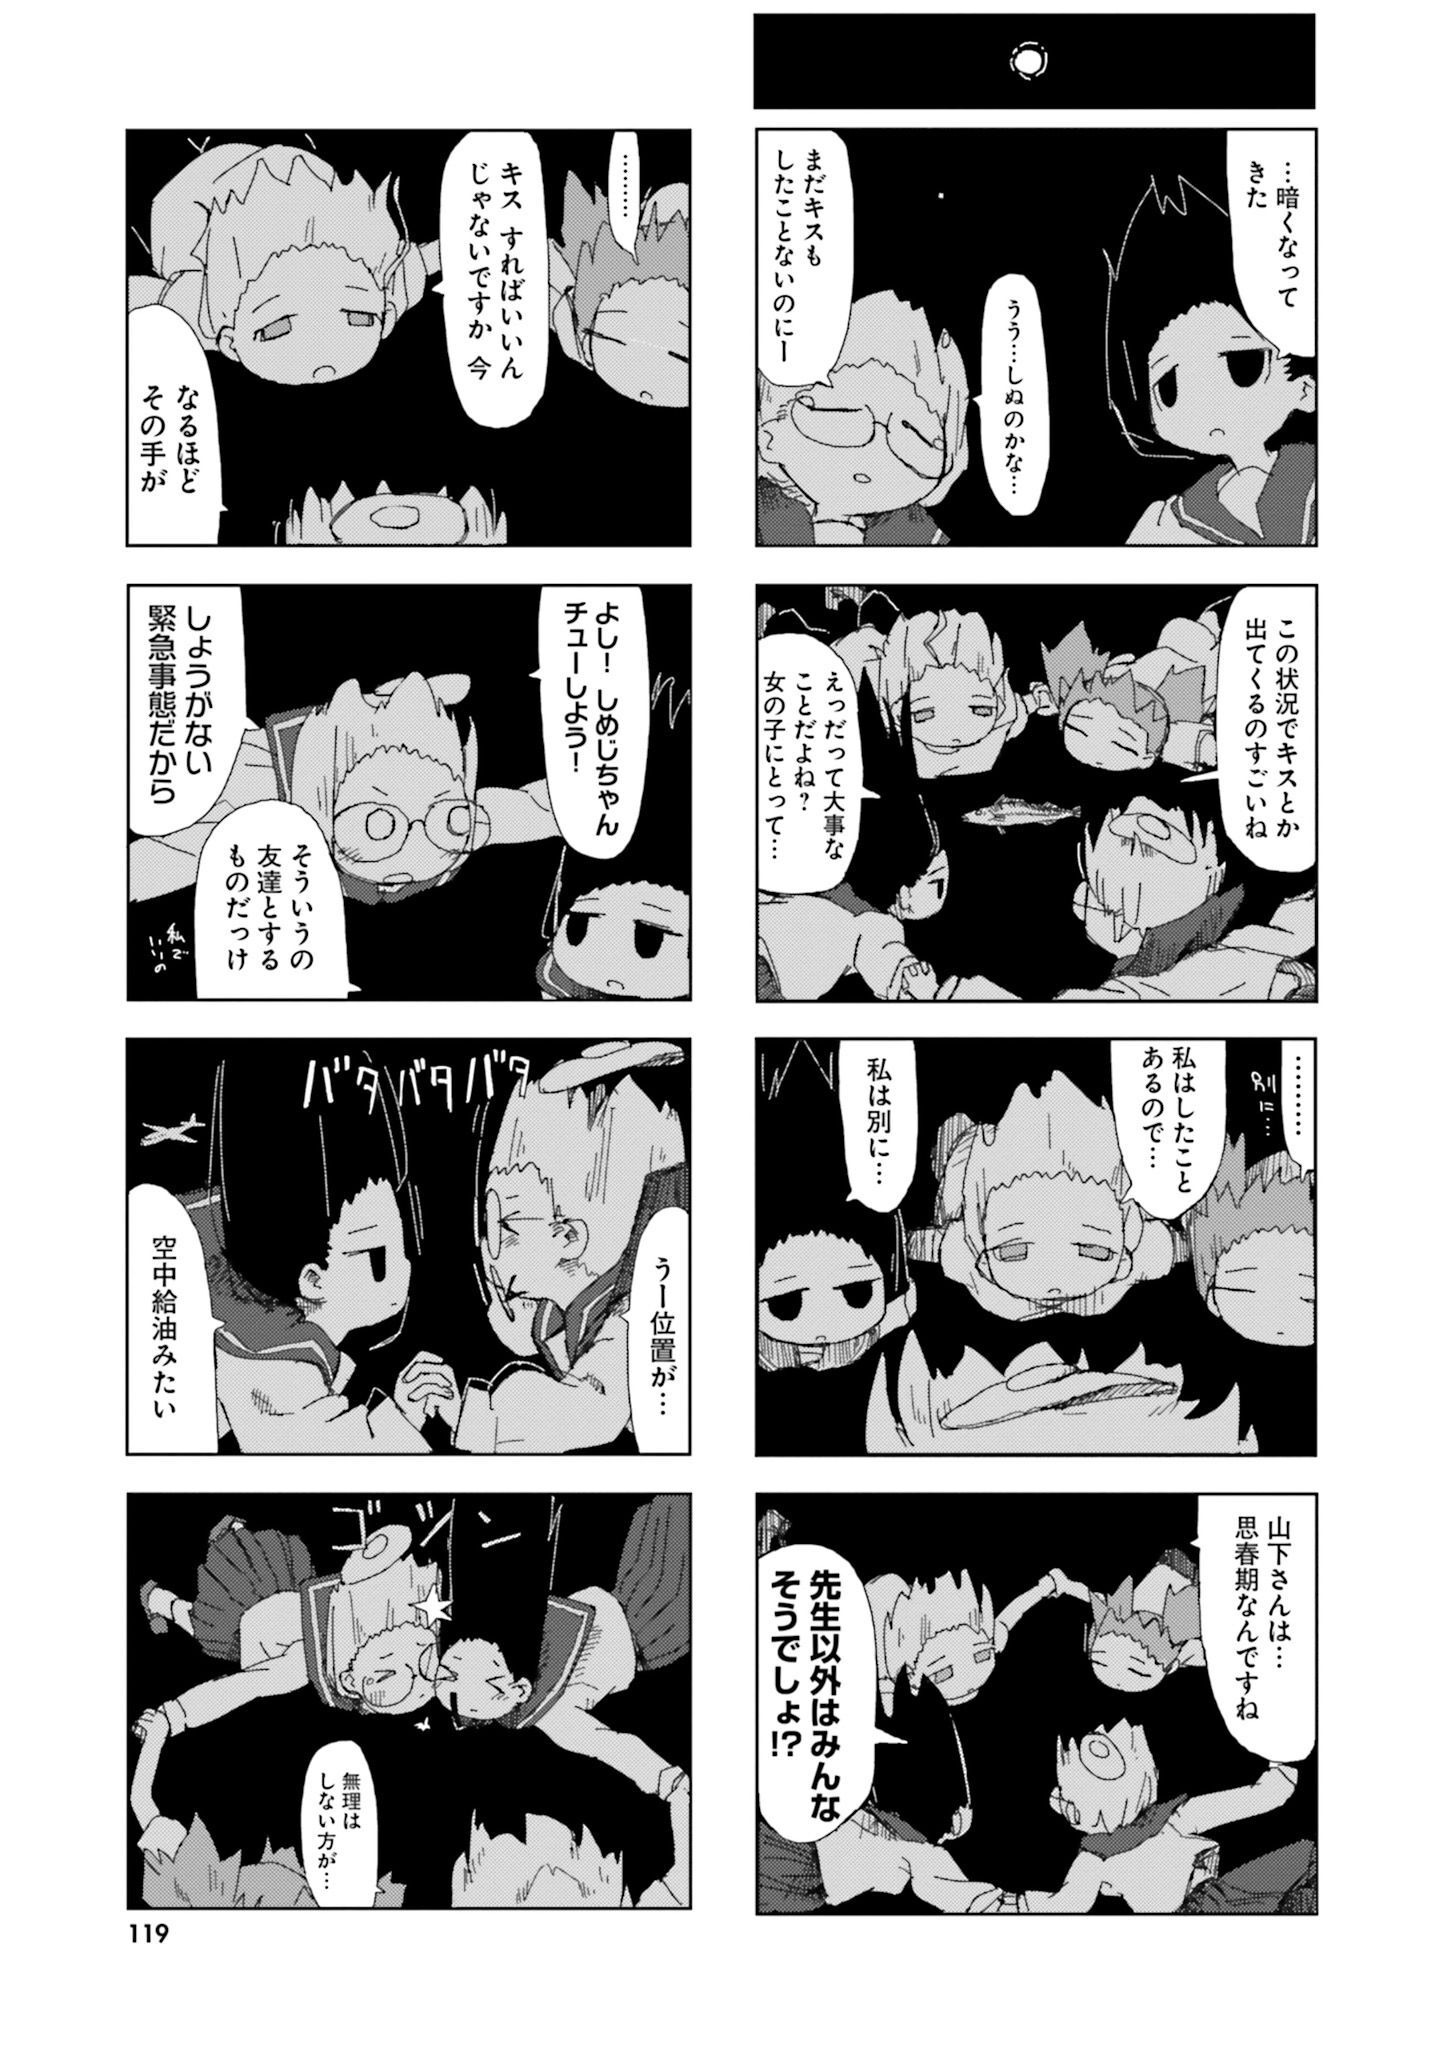 …暗くなって
きた
うう…しぬのかな…
まだキスも
したことないのにー
この状況でキスとか
出てくるのすごいね
えっだって大事な
ことだよね?
女の子にとって…
………
別に…
私はしたこと
あるので…
私は別に…
山下さんは…
思春期なんですね
先生以外はみんな
そうでしょ!?
………
キス すればいいん
じゃないですか 今
なるほど
その手が
よし! しめじちゃん
チューしよう!
しょうがない
緊急事態だから
そういうの
友達とする
ものだっけ
私で
いいの
バタバタバタ
うー位置が…
空中給油みたい
ゴイン
無理は
しない方が…
119